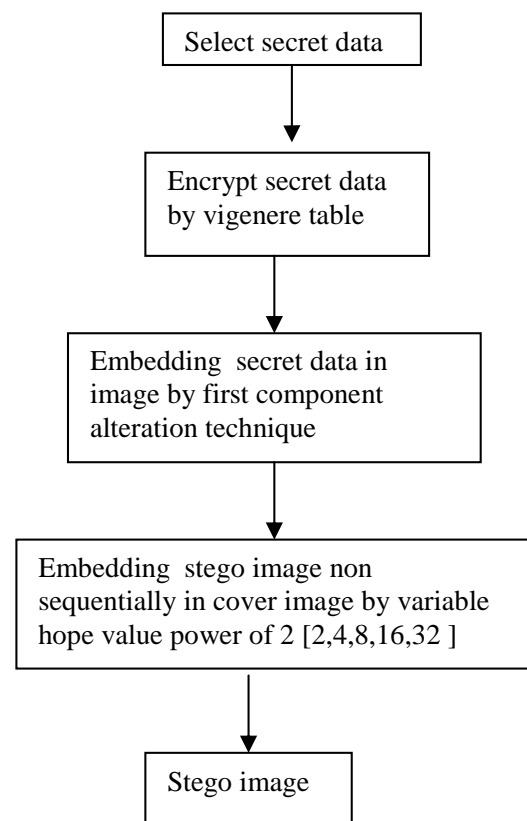 Select secret data
Encrypt secret data
by vigenere table
Embedding secret data in
image by first component
alteration technique
Embedding stego image non
sequentially in cover image by variable
hope value power of 2 [2,4,8,16,32 ]
Stego image